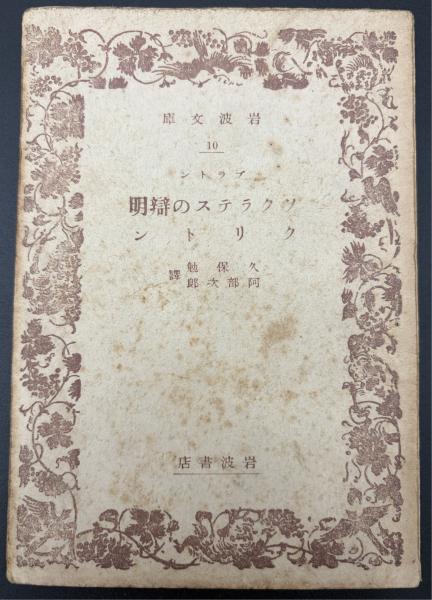 岩波文庫
10
プラトン
ソクラテスの辯明
クリトン
久保勉
阿部次郎
譯
岩波書店